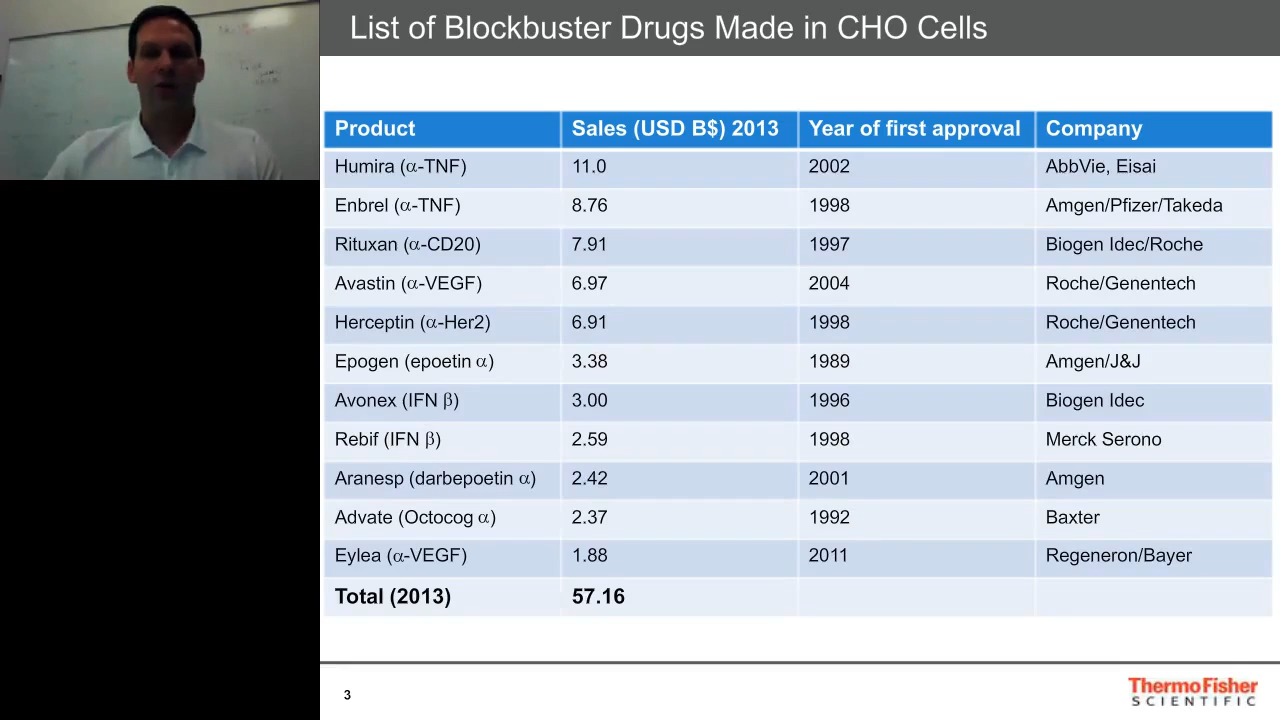 List of Blockbuster Drugs Made in CHO Cells
Product Sales (USD B$) 2013 Year of first approval Company
Humira (α-TNF) 11.0 2002 AbbVie, Eisai
Enbrel (α-TNF) 8.76 1998 Amgen/Pfizer/Takeda
Rituxan (α-CD20) 7.91 1997 Biogen Idec/Roche
Avastin (α-VEGF) 6.97 2004 Roche/Genentech
Herceptin (α-Her2) 6.91 1998 Roche/Genentech
Epogen (epoetin α) 3.38 1989 Amgen/J&J
Avonex (IFN β) 3.00 1996 Biogen Idec
Rebif (IFN β) 2.59 1998 Merck Serono
Aranesp (darbepoetin α) 2.42 2001 Amgen
Advate (Octocog α) 2.37 1992 Baxter
Eylea (α-VEGF) 1.88 2011 Regeneron/Bayer
Total (2013) 57.16
3
ThermoFisher
SCIENTIFIC